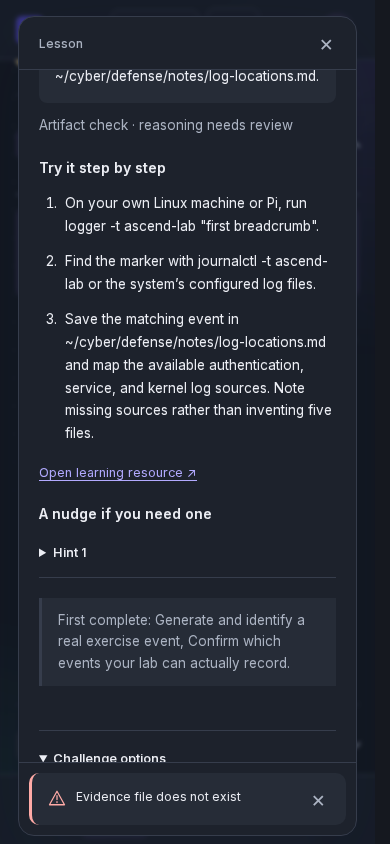 Lesson
~/cyber/defense/notes/log-locations.md.
Artifact check · reasoning needs review
Try it step by step
1. On your own Linux machine or Pi, run
logger -t ascend-lab "first breadcrumb".
2. Find the marker with journalctl -t ascend-
lab or the system’s configured log files.
3. Save the matching event in
~/cyber/defense/notes/log-locations.md
and map the available authentication,
service, and kernel log sources. Note
missing sources rather than inventing five
files.
Open learning resource ↗
A nudge if you need one
▶ Hint 1
First complete: Generate and identify a
real exercise event, Confirm which
events your lab can actually record.
▼ Challenge options
Evidence file does not exist